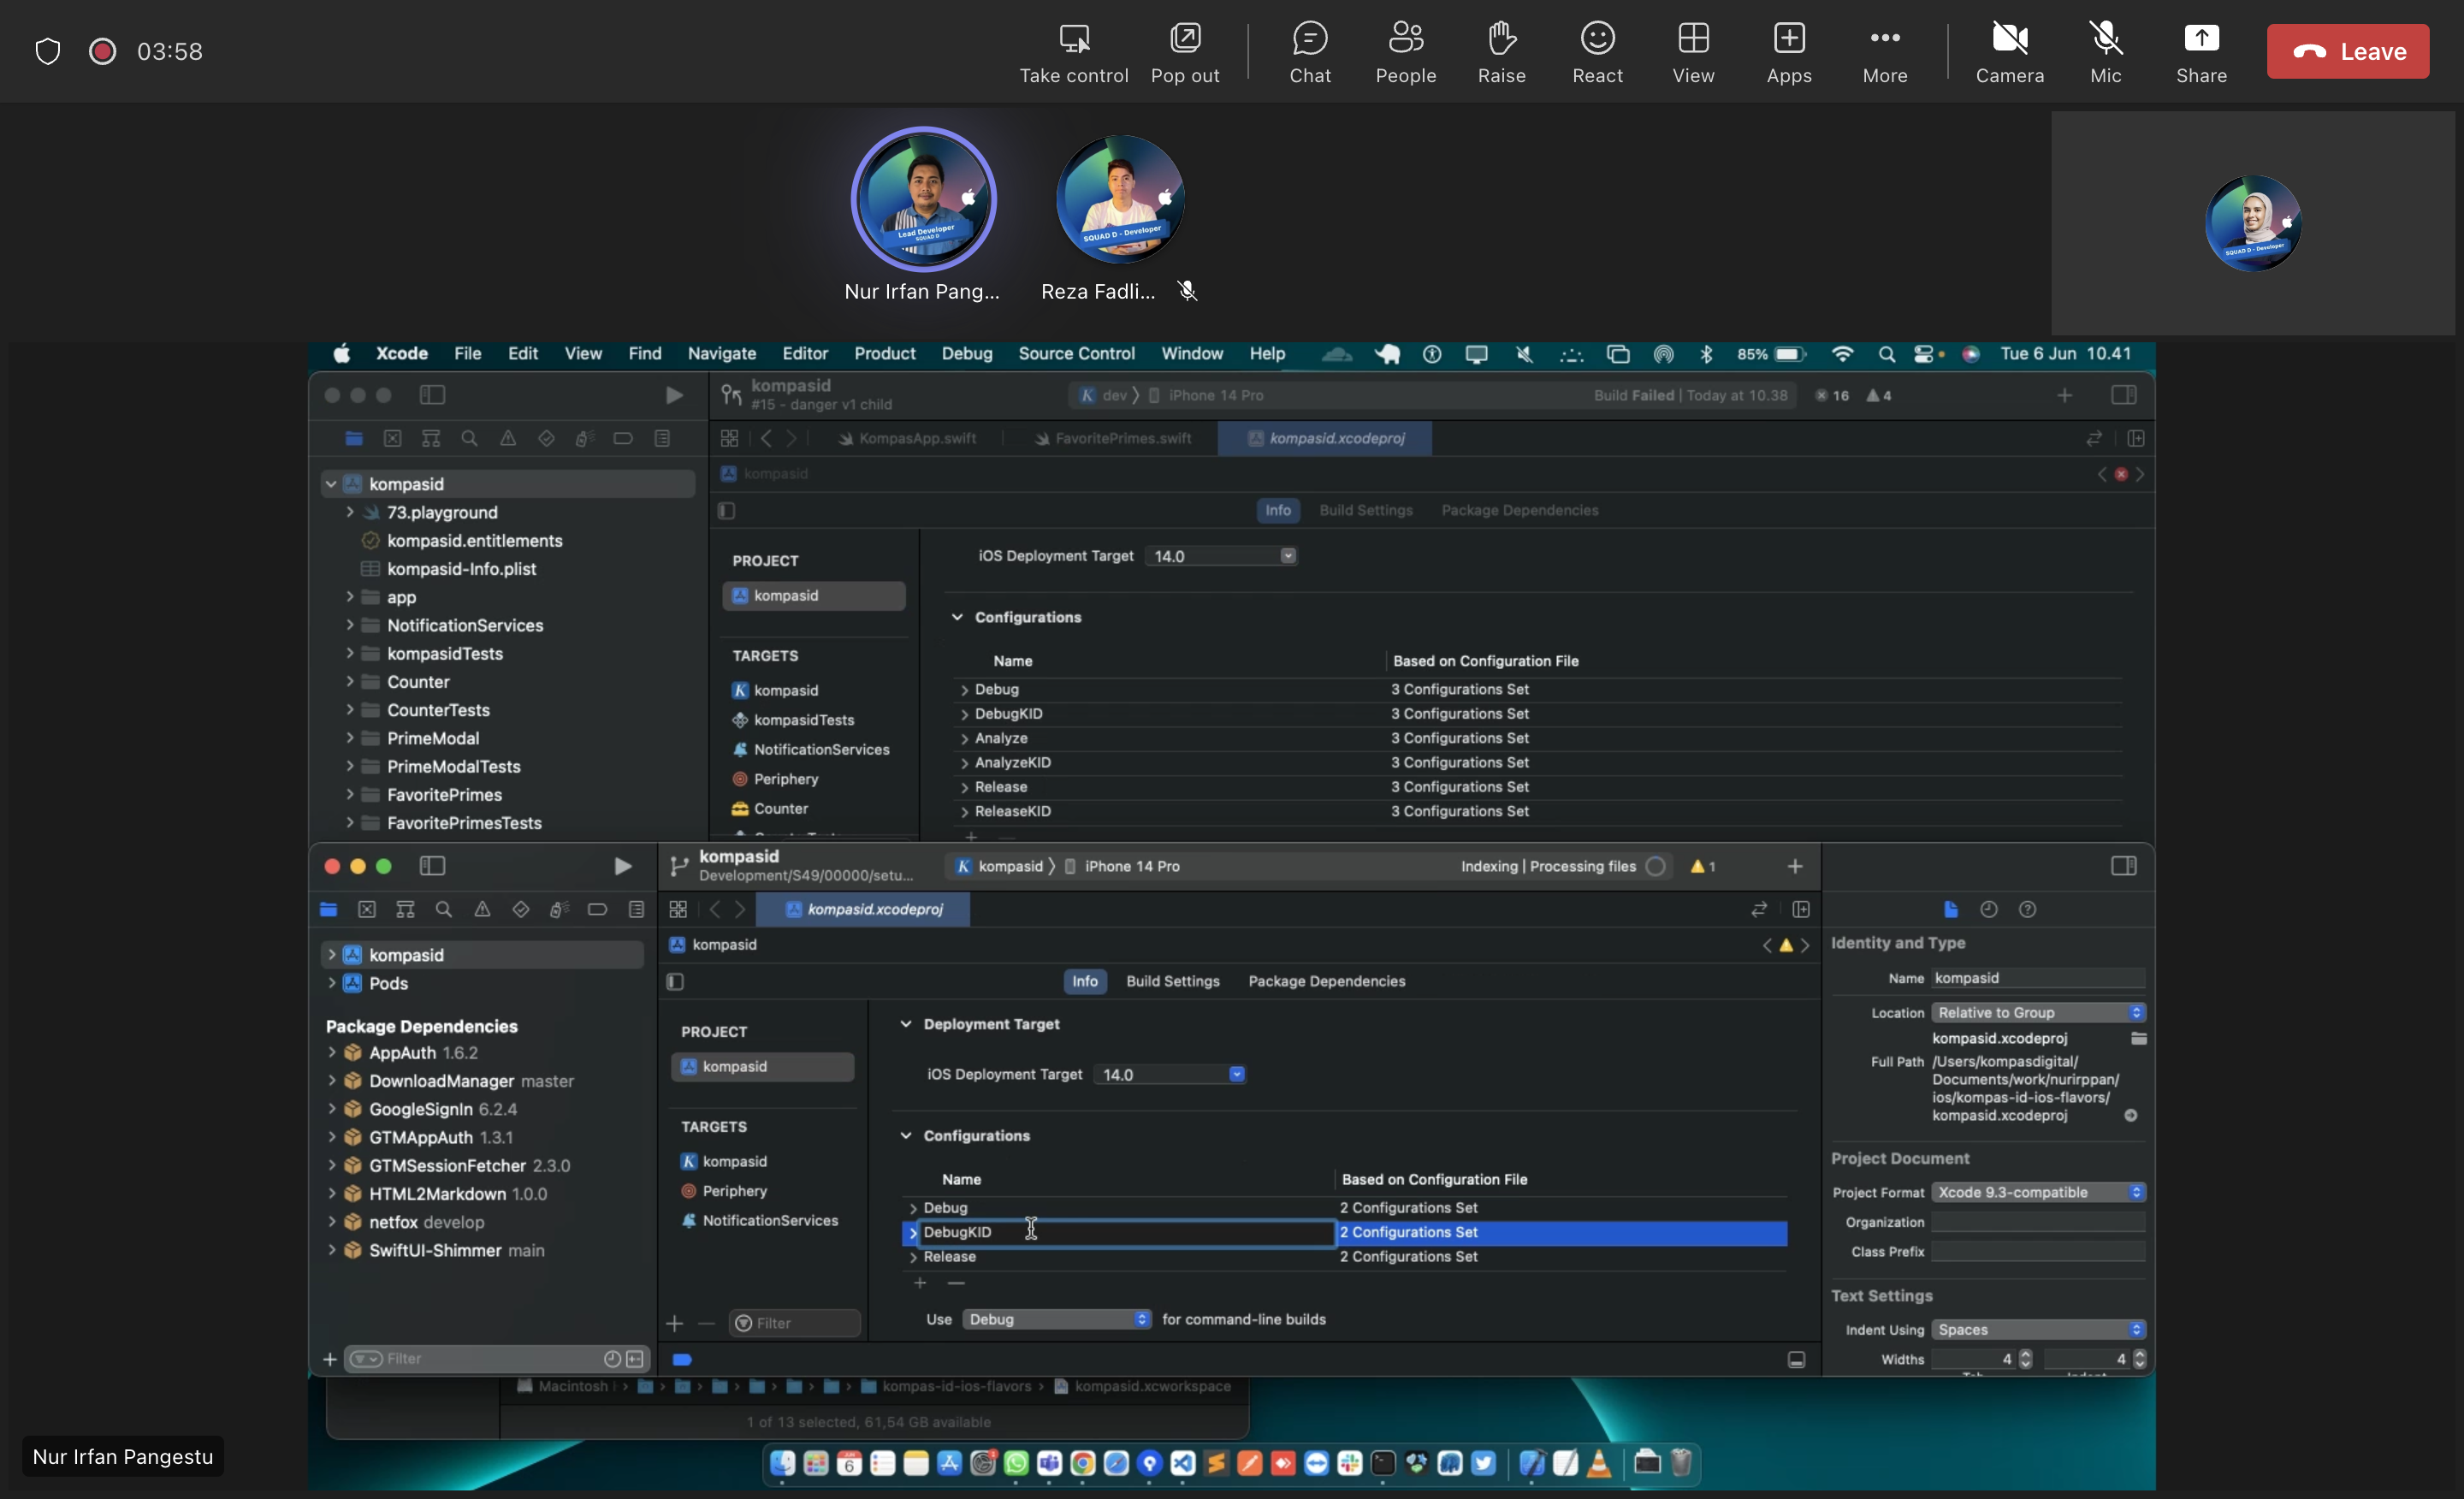 03:58
Take control
Pop out
Chat
People
Raise
React
View
Apps
More
Camera
Mic
Share
Leave
Lead Developer
SQUAD D
SQUAD D - Developer
SQUAD D - Developer
Nur Irfan Pang...
Reza Fadli...
Xcode File Edit View Find Navigate Editor Product Debug Source Control Window Help 85% Tue 6 Jun 10.41
kompasid
#15 - danger v1 child
dev iPhone 14 Pro
Build Failed | Today at 10.38
16
4
KompasApp.swift
FavoritePrimes.swift
kompasid.xcodeproj
kompasid
Info
Build Settings
Package Dependencies
kompasid
73.playground
kompasid.entitlements
kompasid-Info.plist
app
NotificationServices
kompasidTests
Counter
CounterTests
PrimeModal
PrimeModalTests
FavoritePrimes
FavoritePrimesTests
PROJECT
kompasid
TARGETS
kompasid
kompasidTests
NotificationServices
Periphery
Counter
iOS Deployment Target 14.0
Configurations
Name Based on Configuration File
Debug 3 Configurations Set
DebugKID 3 Configurations Set
Analyze 3 Configurations Set
AnalyzeKID 3 Configurations Set
Release 3 Configurations Set
ReleaseKID 3 Configurations Set
kompasid
Development/S49/00000/setu...
kompasid iPhone 14 Pro
Indexing | Processing files
1
kompasid.xcodeproj
kompasid
Info
Build Settings
Package Dependencies
kompasid
Pods
Package Dependencies
AppAuth 1.6.2
DownloadManager master
GoogleSignIn 6.2.4
GTMAppAuth 1.3.1
GTMSessionFetcher 2.3.0
HTML2Markdown 1.0.0
netfox develop
SwiftUI-Shimmer main
Filter
PROJECT
kompasid
TARGETS
kompasid
Periphery
NotificationServices
Filter
Deployment Target
iOS Deployment Target 14.0
Configurations
Name Based on Configuration File
Debug 2 Configurations Set
DebugKID 2 Configurations Set
Release 2 Configurations Set
Use Debug for command-line builds
Identity and Type
Name kompasid
Location Relative to Group
kompasid.xcodeproj
Full Path /Users/kompasdigital/
Documents/work/nurirppan/
ios/kompas-id-ios-flavors/
kompasid.xcodeproj
Project Document
Project Format Xcode 9.3-compatible
Organization
Class Prefix
Text Settings
Indent Using Spaces
Widths 4 4
Macintosh kompas-id-ios-flavors kompasid.xcworkspace
1 of 13 selected, 61,54 GB available
Nur Irfan Pangestu
6